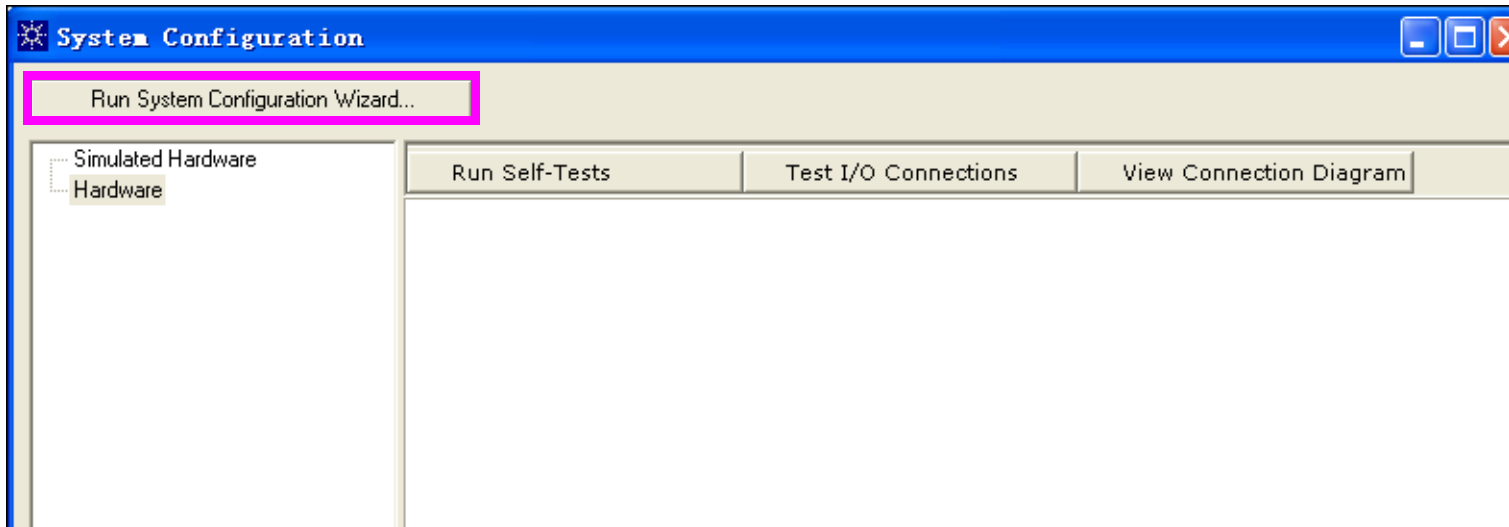 System Configuration
Run System Configuration Wizard...
Simulated Hardware
Hardware
Run Self-Tests Test I/O Connections View Connection Diagram